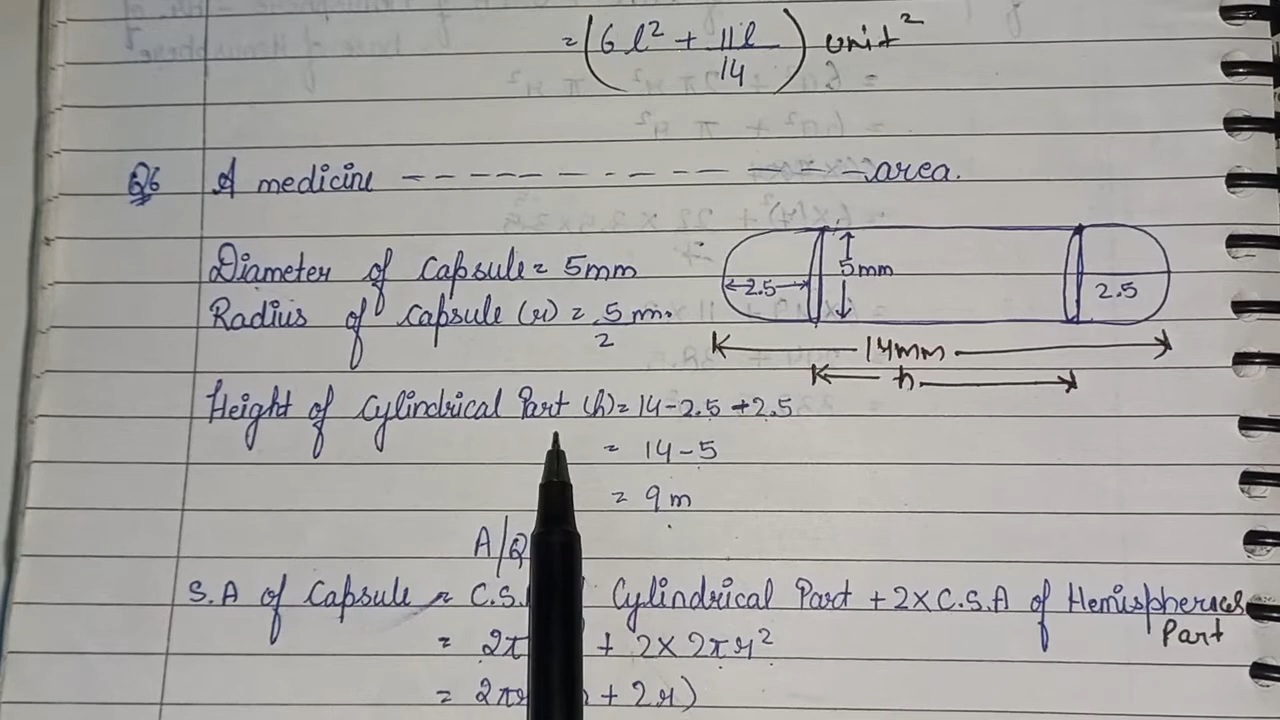 = (6l² + 11l/14) unit²
Q6 A medicine ----------- area.
Diameter of capsule = 5mm
Radius of capsule (r) = 5/2 m.
2.5
5mm
2.5
14mm
h
Height of Cylindrical Part (h) = 14-2.5+2.5
= 14-5
= 9m
A/Q
S.A of Capsule = C.S. Cylindrical Part + 2×C.S.A of Hemispherical
Part
= 2π + 2×2πr²
= 2πr + 2r)